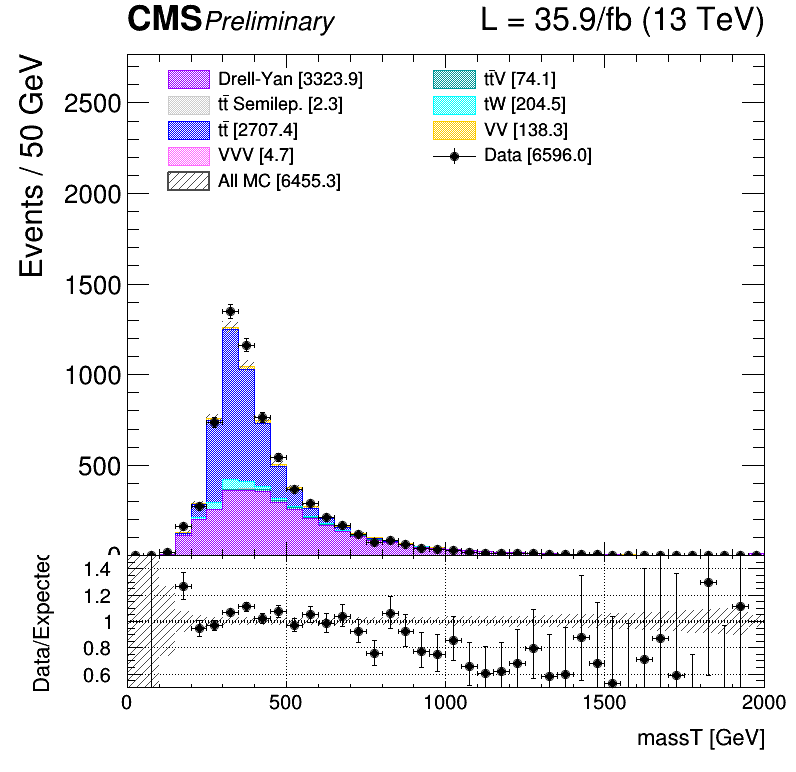 CMS Preliminary L = 35.9/fb (13 TeV)
Events / 50 GeV
2500
2000
1500
1000
500
0
Drell-Yan [3323.9]
tt̄ Semilep. [2.3]
tt̄ [2707.4]
VVV [4.7]
All MC [6455.3]
tt̄V [74.1]
tW [204.5]
VV [138.3]
Data [6596.0]
Data/Expected
1.4
1.2
1
0.8
0.6
0 500 1000 1500 2000
massT [GeV]